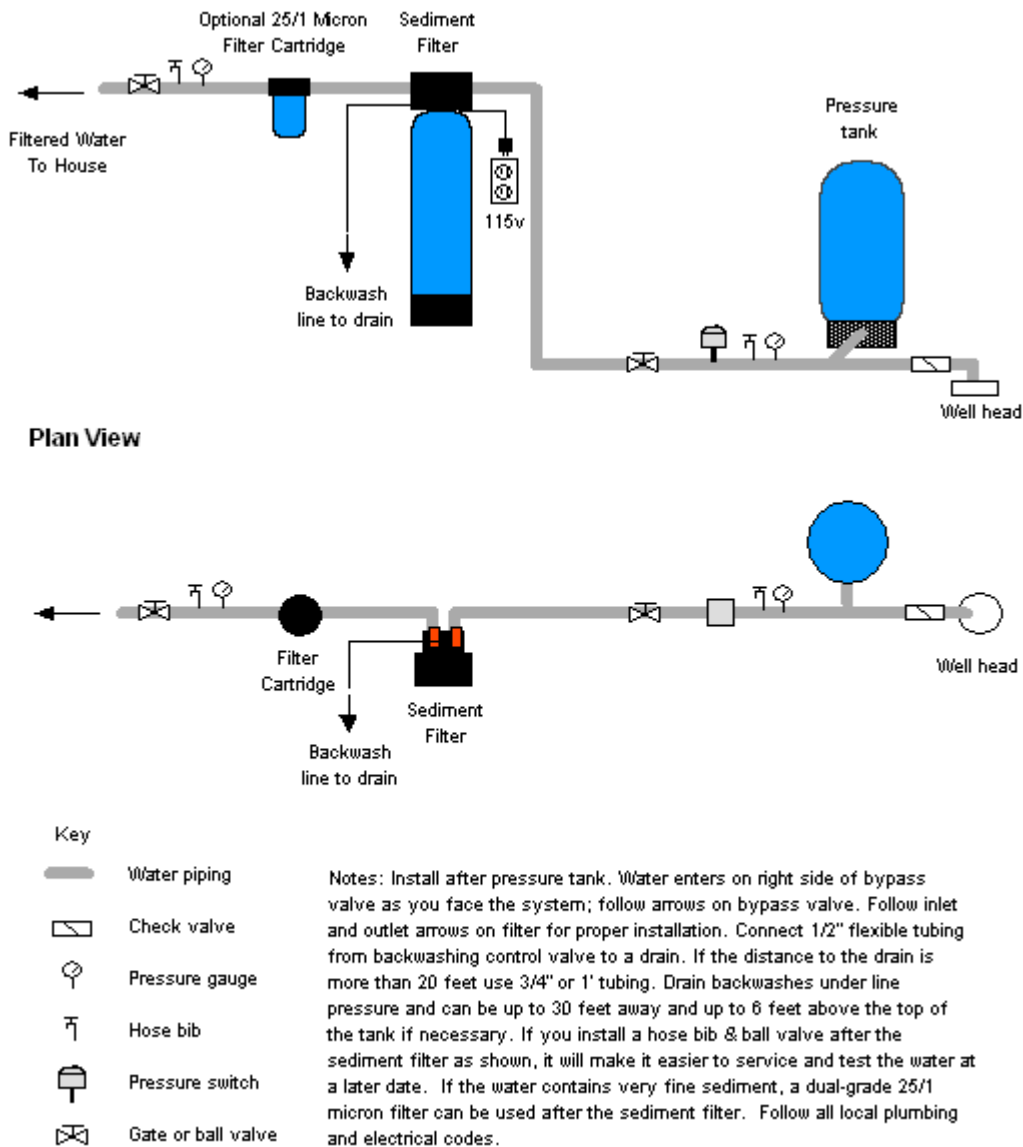 Optional 25/1 Micron
Filter Cartridge
Sediment
Filter
Pressure
tank
Filtered Water
To House
115v
Backwash
line to drain
Well head
Plan View
Filter
Cartridge
Sediment
Filter
Well head
Backwash
line to drain
Key
Water piping
Check valve
Pressure gauge
Hose bib
Pressure switch
Gate or ball valve
Notes: Install after pressure tank. Water enters on right side of bypass
valve as you face the system; follow arrows on bypass valve. Follow inlet
and outlet arrows on filter for proper installation. Connect 1/2" flexible tubing
from backwashing control valve to a drain. If the distance to the drain is
more than 20 feet use 3/4" or 1' tubing. Drain backwashes under line
pressure and can be up to 30 feet away and up to 6 feet above the top of
the tank if necessary. If you install a hose bib & ball valve after the
sediment filter as shown, it will make it easier to service and test the water at
a later date. If the water contains very fine sediment, a dual-grade 25/1
micron filter can be used after the sediment filter. Follow all local plumbing
and electrical codes.